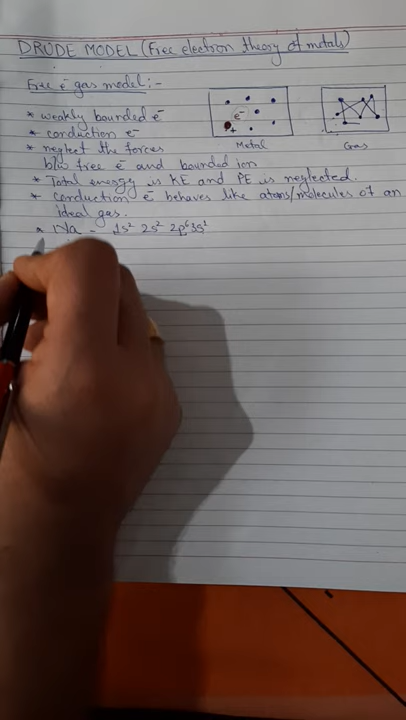 DRUDE MODEL (Free electron theory of metals)
Free e⁻ gas model:-
* weakly bounded e⁻
* conduction e⁻
* neglect the forces
b/w free e⁻ and bounded ion
* Total energy is KE and PE is neglected.
* conduction e⁻ behaves like atoms/molecules of an
ideal gas.
* Na - 1s² 2s² 2p⁶ 3s¹
e⁻
+
Metal
Gas